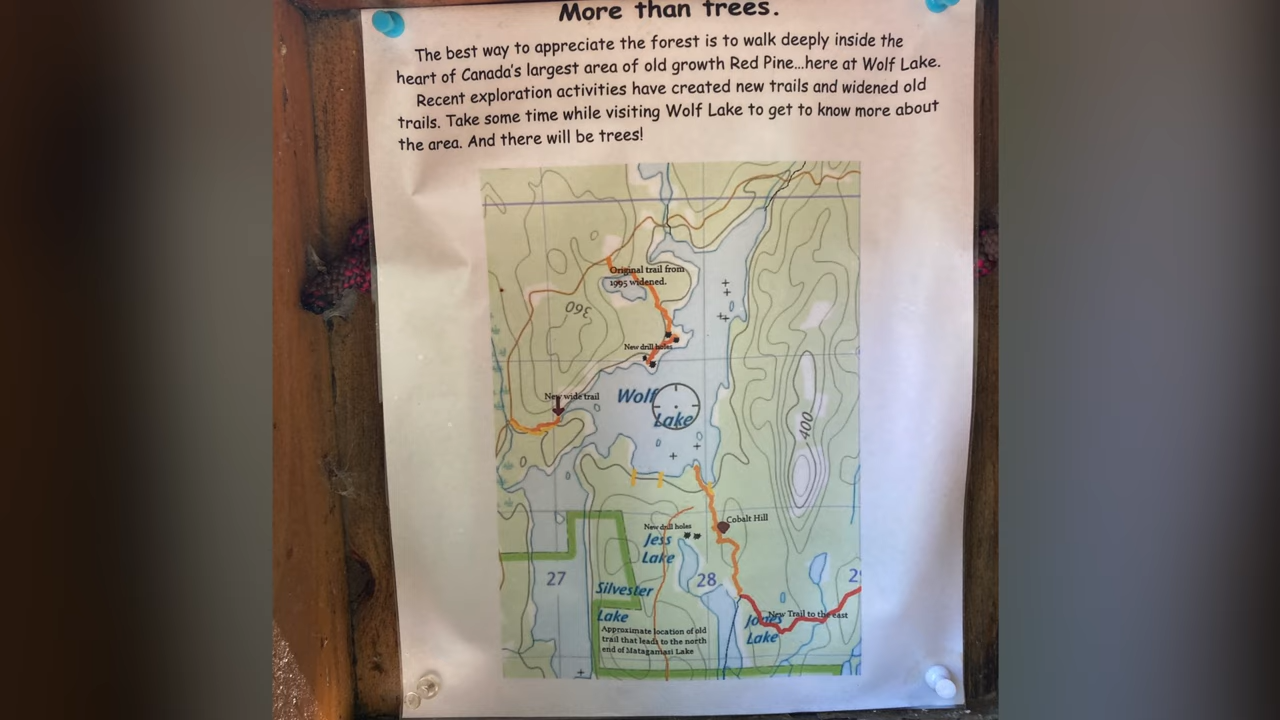 More than trees.
The best way to appreciate the forest is to walk deeply inside the
heart of Canada's largest area of old growth Red Pine...here at Wolf Lake.
Recent exploration activities have created new trails and widened old
trails. Take some time while visiting Wolf Lake to get to know more about
the area. And there will be trees!
Original trail from
1995 widened.
360
New drill holes
New wide trail
Wolf
Lake
400
Cobalt Hill
New drill holes
Jess
Lake
27
28
29
Silvester
Lake
New Trail to the east
Jones
Lake
Approximate location of old
trail that leads to the north
end of Matagamasi Lake